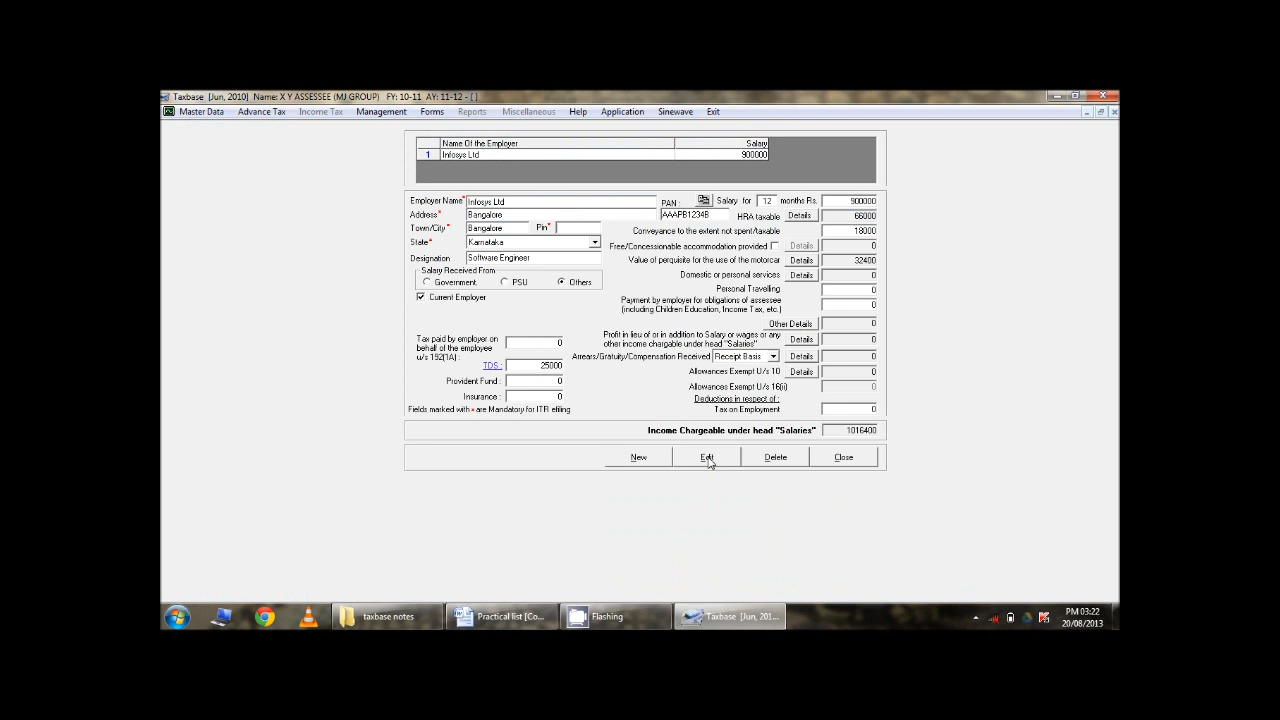 Taxbase [Jun, 2010] Name: X Y ASSESSEE (MJ GROUP) FY: 10-11 AY: 11-12 - [ ]
Master Data Advance Tax Income Tax Management Forms Reports Miscellaneous Help Application Sinewave Exit
Name Of the Employer Salary
1 Infosys Ltd 900000
Employer Name* Infosys Ltd PAN : Salary for 12 months Rs. 900000
Address* Bangalore AAAPB1234B HRA taxable Details 66000
Town/City* Bangalore Pin* Conveyance to the extent not spent/taxable 18000
State* Karnataka Free/Concessionable accommodation provided Details 0
Designation Software Engineer Value of perquisite for the use of the motorcar Details 32400
Salary Received From Domestic or personal services Details 0
Government. PSU Others Personal Travelling 0
Current Employer Payment by employer for obligations of assessee 0
(including Children Education, Income Tax, etc.)
Other Details 0
Tax paid by employer on Profit in lieu of or in addition to Salary or wages or any
behalf of the employee 0 other income chargeable under head "Salaries" Details 0
u/s 192(1A) : Arrears/Gratuity/Compensation Received Receipt Basis Details 0
TDS : 25000 Allowances Exempt U/s 10 Details 0
Provident Fund : 0 Allowances Exempt U/s 16(ii) 0
Insurance : 0 Deductions in respect of :
Fields marked with * are Mandatory for ITR efiling Tax on Employment 0
Income Chargeable under head "Salaries" 1016400
New Edit Delete Close
taxbase notes Practical list [Co... Flashing Taxbase [Jun, 201... PM 03:22
20/08/2013